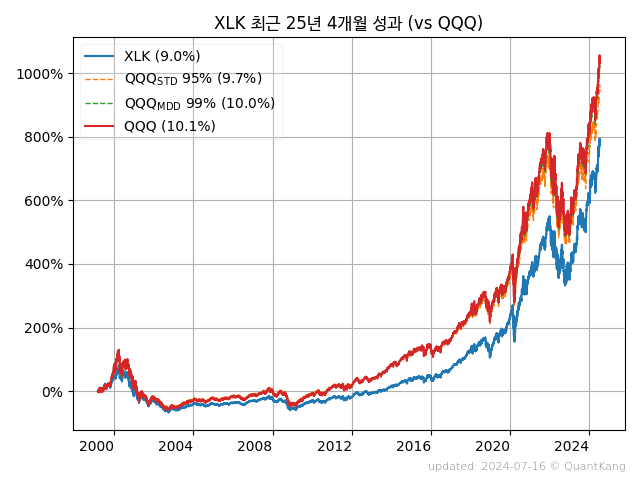 XLK 최근 25년 4개월 성과 (vs QQQ)
XLK (9.0%)
QQQSTD 95% (9.7%)
QQQMDD 99% (10.0%)
QQQ (10.1%)
1000%
800%
600%
400%
200%
0%
2000 2004 2008 2012 2016 2020 2024
updated: 2024-07-16 © QuantKang